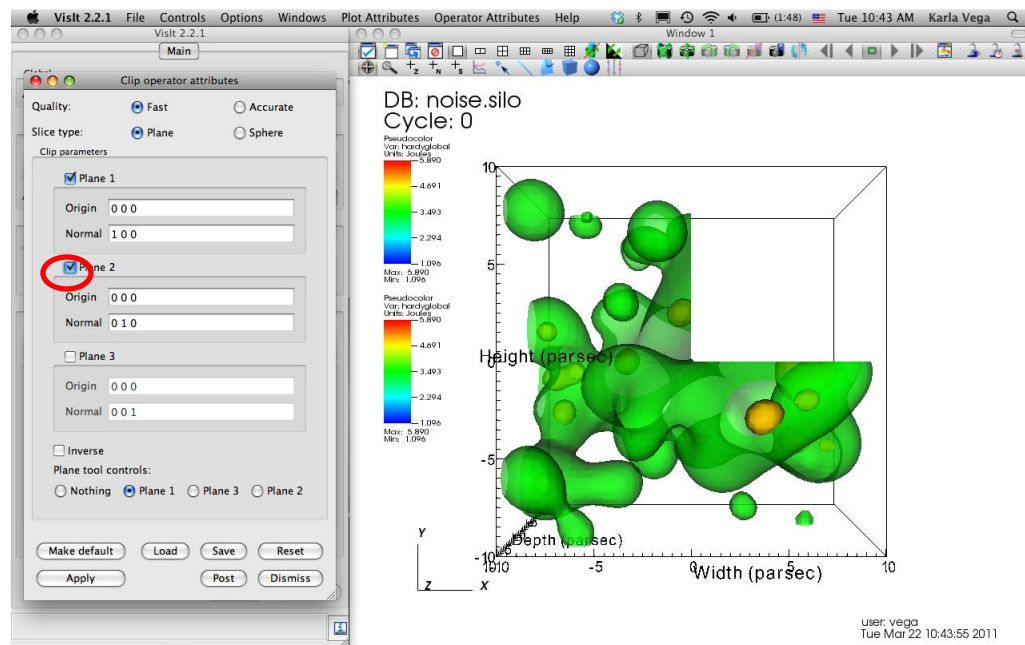 VisIt 2.2.1 File Controls Options Windows Plot Attributes Operator Attributes Help (1:48) Tue 10:43 AM Karla Vega
VisIt 2.2.1
Main
Clip operator attributes
Quality: Fast Accurate
Slice type: Plane Sphere
Clip parameters
Plane 1
Origin 0 0 0
Normal 1 0 0
Plane 2
Origin 0 0 0
Normal 0 1 0
Plane 3
Origin 0 0 0
Normal 0 0 1
Inverse
Plane tool controls:
Nothing Plane 1 Plane 3 Plane 2
Make default Load Save Reset
Apply Post Dismiss
Window 1
DB: noise.silo
Cycle: 0
Pseudocolor
Var: hardyglobal
Units: Joules
5.890
4.691
3.493
2.294
1.096
Max: 5.890
Min: 1.096
Pseudocolor
Var: hardyglobal
Units: Joules
5.890
4.691
3.493
2.294
1.096
Max: 5.890
Min: 1.096
10
5
Height (parsec)
-5
-10
Depth (parsec)
-5
0
Width (parsec)
10
Y
Z X
user: vega
Tue Mar 22 10:43:55 2011